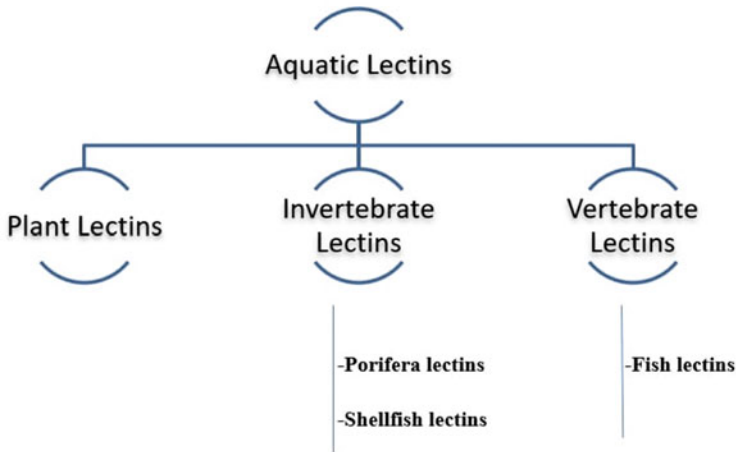 Aquatic Lectins
Plant Lectins
Invertebrate
Lectins
Vertebrate
Lectins
-Porifera lectins
-Shellfish lectins
-Fish lectins